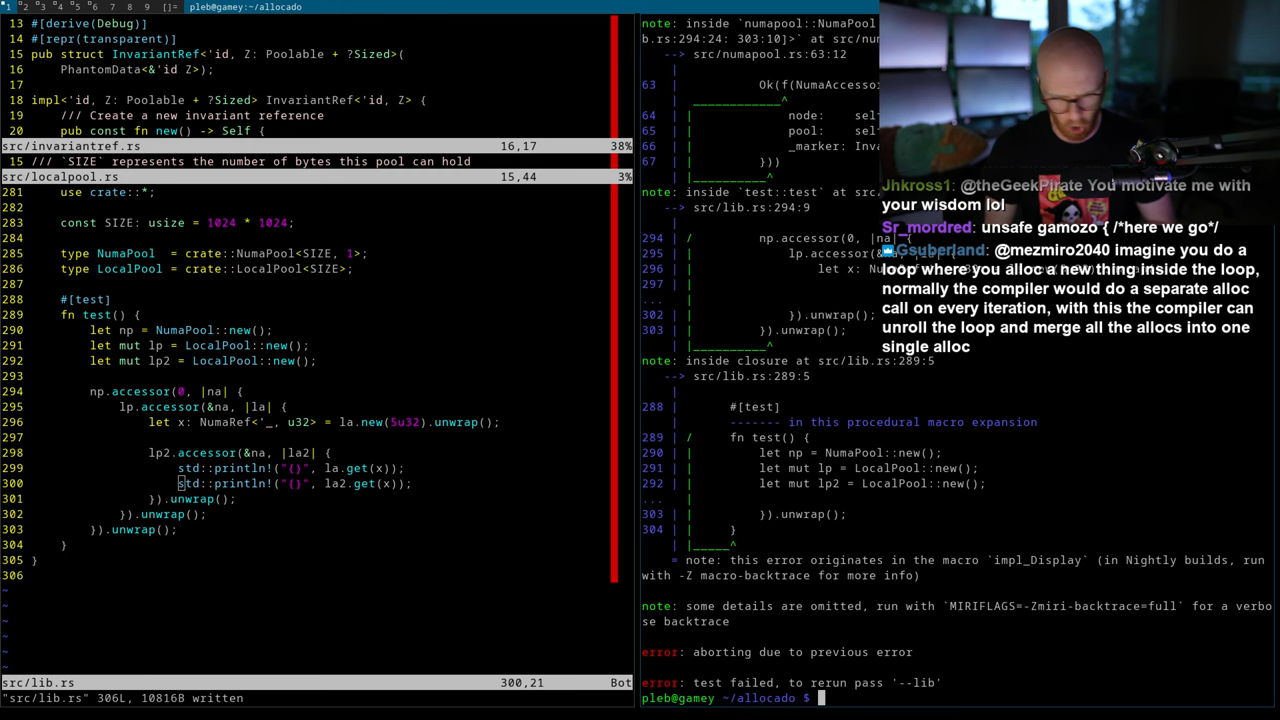 1 2 3 4 5 6 7 8 9 []= pleb@gamey:~/allocado
13 #[derive(Debug)]
14 #[repr(transparent)]
15 pub struct InvariantRef<'id, Z: Poolable + ?Sized>(
16     PhantomData<&'id Z>);
17
18 impl<'id, Z: Poolable + ?Sized> InvariantRef<'id, Z> {
19     /// Create a new invariant reference
20     pub const fn new() -> Self {
src/invariantref.rs 16,17 38%
15 /// `SIZE` represents the number of bytes this pool can hold
src/localpool.rs 15,44 3%
281     use crate::*;
282
283     const SIZE: usize = 1024 * 1024;
284
285     type NumaPool  = crate::NumaPool<SIZE, 1>;
286     type LocalPool = crate::LocalPool<SIZE>;
287
288     #[test]
289     fn test() {
290         let np = NumaPool::new();
291         let mut lp = LocalPool::new();
292         let mut lp2 = LocalPool::new();
293
294         np.accessor(0, |na| {
295             lp.accessor(&na, |la| {
296                 let x: NumaRef<'_, u32> = la.new(5u32).unwrap();
297
298                 lp2.accessor(&na, |la2| {
299                     std::println!("{}", la.get(x));
300                     std::println!("{}", la2.get(x));
301                 }).unwrap();
302             }).unwrap();
303         }).unwrap();
304     }
305 }
306
~
~
~
~
~
~
src/lib.rs 300,21 Bot
"src/lib.rs" 306L, 10816B written
note: inside `numapool::NumaPool
b.rs:294:24: 303:10]>` at src/num
--> src/numapool.rs:63:12
|
63 |         Ok(f(NumaAccesso
| ____________^
64 | |             node:   sel
65 | |             pool:   sel
66 | |             _marker: Inva
67 | |         }))
| |__________^
note: inside `test::test` at src
--> src/lib.rs:294:9
|
294 | /         np.accessor(0, |na| {
295 | |             lp.accessor(&
296 | |                 let x: Num
297 | |
... |
302 | |             }).unwrap();
303 | |         }).unwrap();
| |__________^
note: inside closure at src/lib.rs:289:5
--> src/lib.rs:289:5
|
288 |       #[test]
|       ------- in this procedural macro expansion
289 | /     fn test() {
290 | |         let np = NumaPool::new();
291 | |         let mut lp = LocalPool::new();
292 | |         let mut lp2 = LocalPool::new();
... |
303 | |         }).unwrap();
304 | |     }
| |_____^
= note: this error originates in the macro `impl_Display` (in Nightly builds, run
with -Z macro-backtrace for more info)
note: some details are omitted, run with `MIRIFLAGS=-Zmiri-backtrace=full` for a verbo
se backtrace
error: aborting due to previous error
error: test failed, to rerun pass '--lib'
pleb@gamey ~/allocado $
Jhkross1: @theGeekPirate You motivate me with
your wisdom lol
Sr_mordred: unsafe gamozo { /*here we go*/
Gsuberland: @mezmiro2040 imagine you do a
loop where you alloc a new thing inside the loop,
normally the compiler would do a separate alloc
call on every iteration, with this the compiler can
unroll the loop and merge all the allocs into one
single alloc